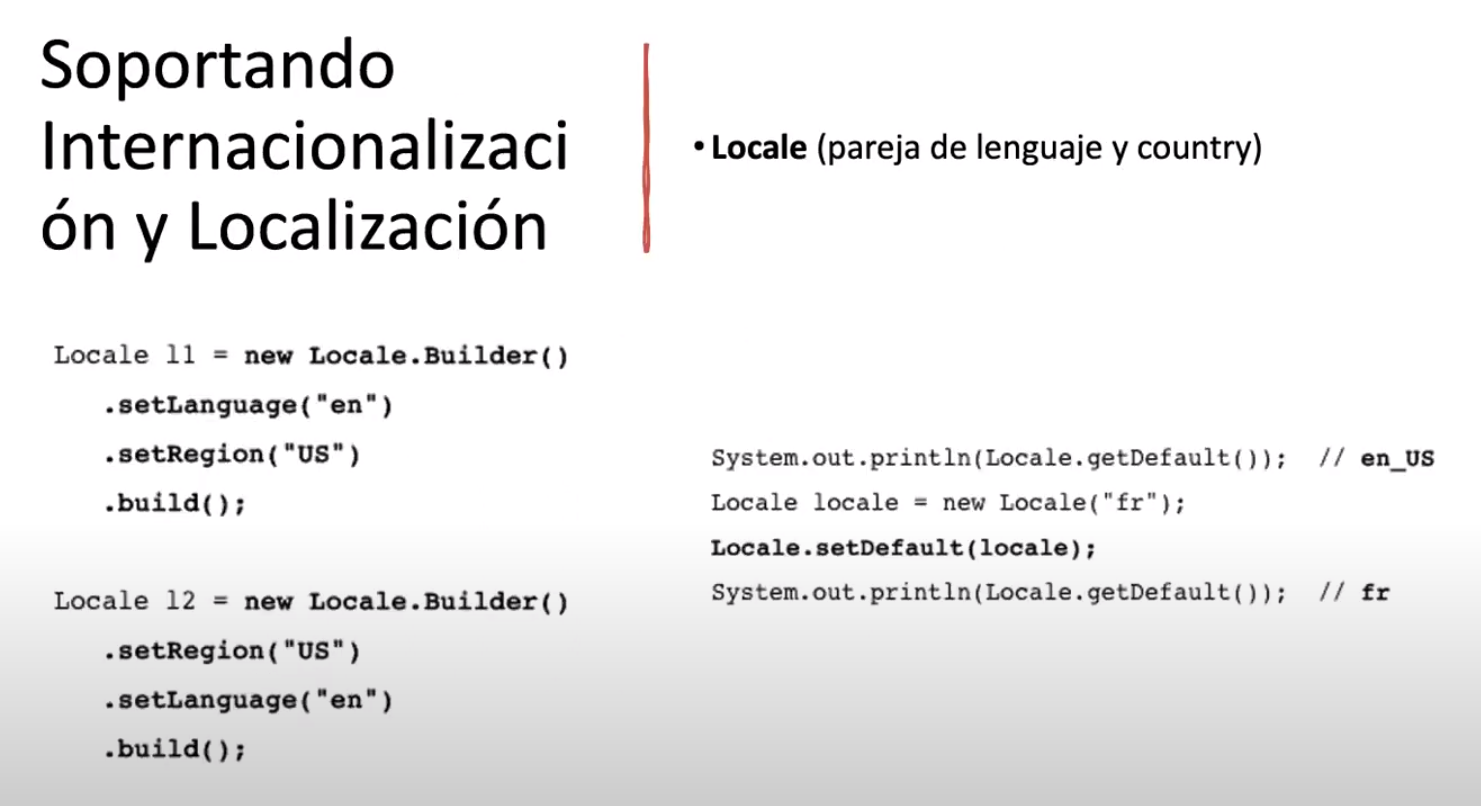 Soportando
Internacionalizaci
ón y Localización
• Locale (pareja de lenguaje y country)
Locale l1 = new Locale.Builder()
.setLanguage("en")
.setRegion("US")
.build();
Locale l2 = new Locale.Builder()
.setRegion("US")
.setLanguage("en")
.build();
System.out.println(Locale.getDefault()); // en_US
Locale locale = new Locale("fr");
Locale.setDefault(locale);
System.out.println(Locale.getDefault()); // fr